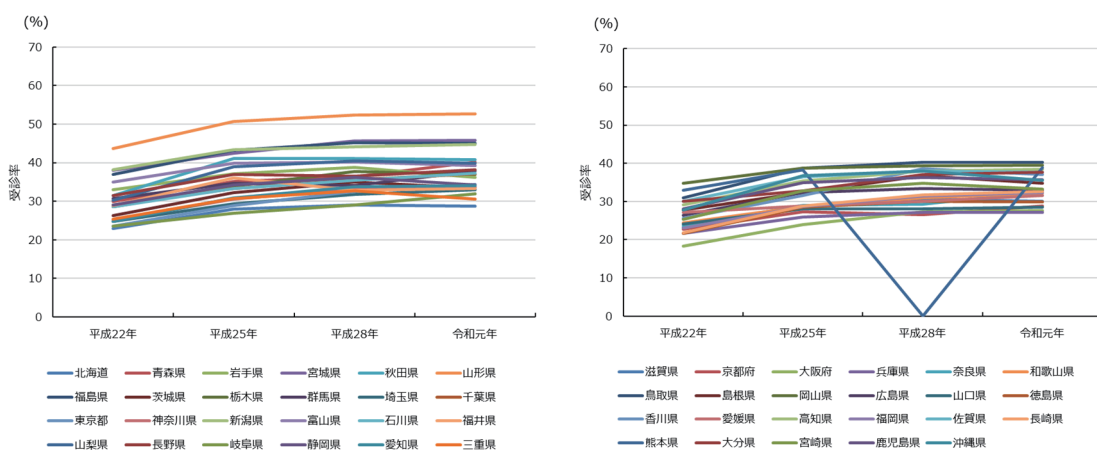 (%)
70
60
50
40
30
20
10
0
受診率
平成22年 平成25年 平成28年 令和元年
北海道 青森県 岩手県 宮城県 秋田県 山形県
福島県 茨城県 栃木県 群馬県 埼玉県 千葉県
東京都 神奈川県 新潟県 富山県 石川県 福井県
山梨県 長野県 岐阜県 静岡県 愛知県 三重県
(%)
70
60
50
40
30
20
10
0
受診率
平成22年 平成25年 平成28年 令和元年
滋賀県 京都府 大阪府 兵庫県 奈良県 和歌山県
鳥取県 島根県 岡山県 広島県 山口県 徳島県
香川県 愛媛県 高知県 福岡県 佐賀県 長崎県
熊本県 大分県 宮崎県 鹿児島県 沖縄県